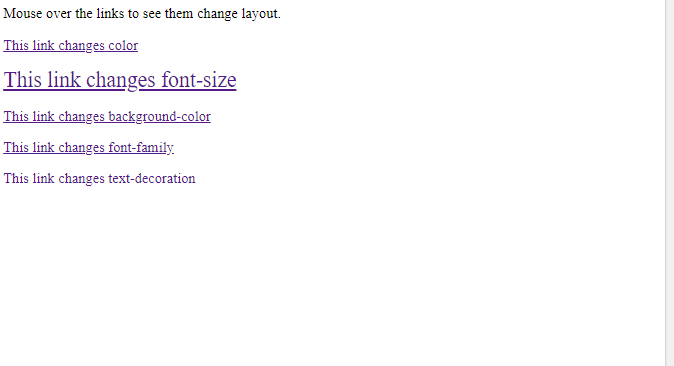 Mouse over the links to see them change layout.
This link changes color
This link changes font-size
This link changes background-color
This link changes font-family
This link changes text-decoration